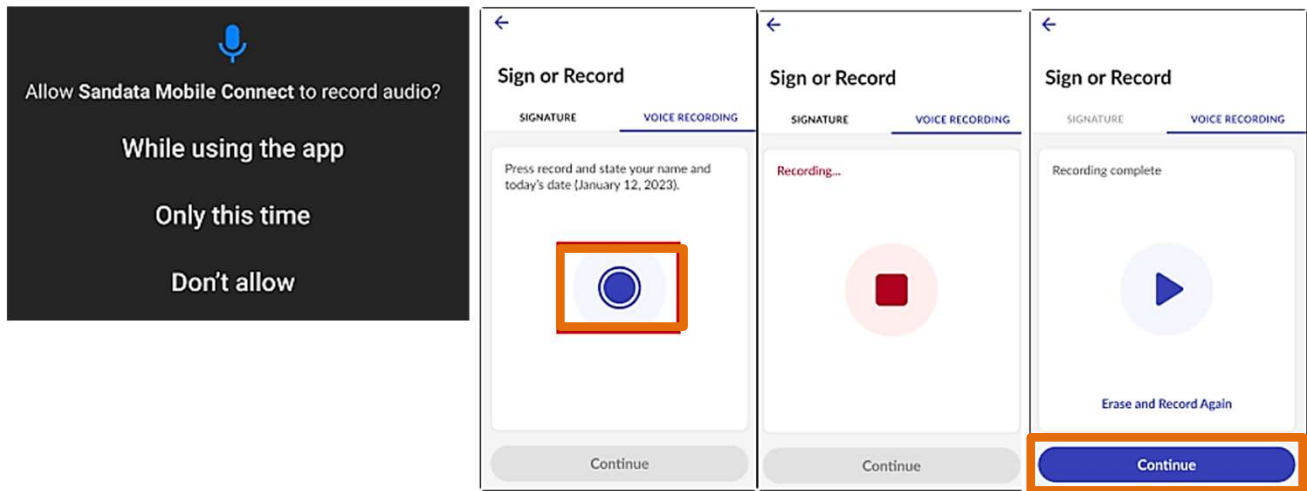 Allow Sandata Mobile Connect to record audio?
While using the app
Only this time
Don't allow
Sign or Record
SIGNATURE VOICE RECORDING
Press record and state your name and
today's date (January 12, 2023).
Continue
Sign or Record
SIGNATURE VOICE RECORDING
Recording...
Continue
Sign or Record
SIGNATURE VOICE RECORDING
Recording complete
Erase and Record Again
Continue